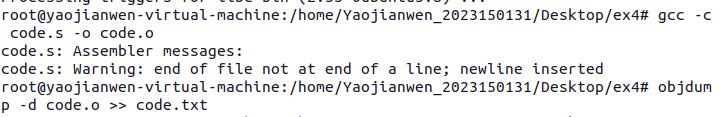 root@yaojianwen-virtual-machine:/home/Yaojianwen_2023150131/Desktop/ex4# gcc -c
 code.s -o code.o
code.s: Assembler messages:
code.s: Warning: end of file not at end of a line; newline inserted
root@yaojianwen-virtual-machine:/home/Yaojianwen_2023150131/Desktop/ex4# objdum
p -d code.o >> code.txt